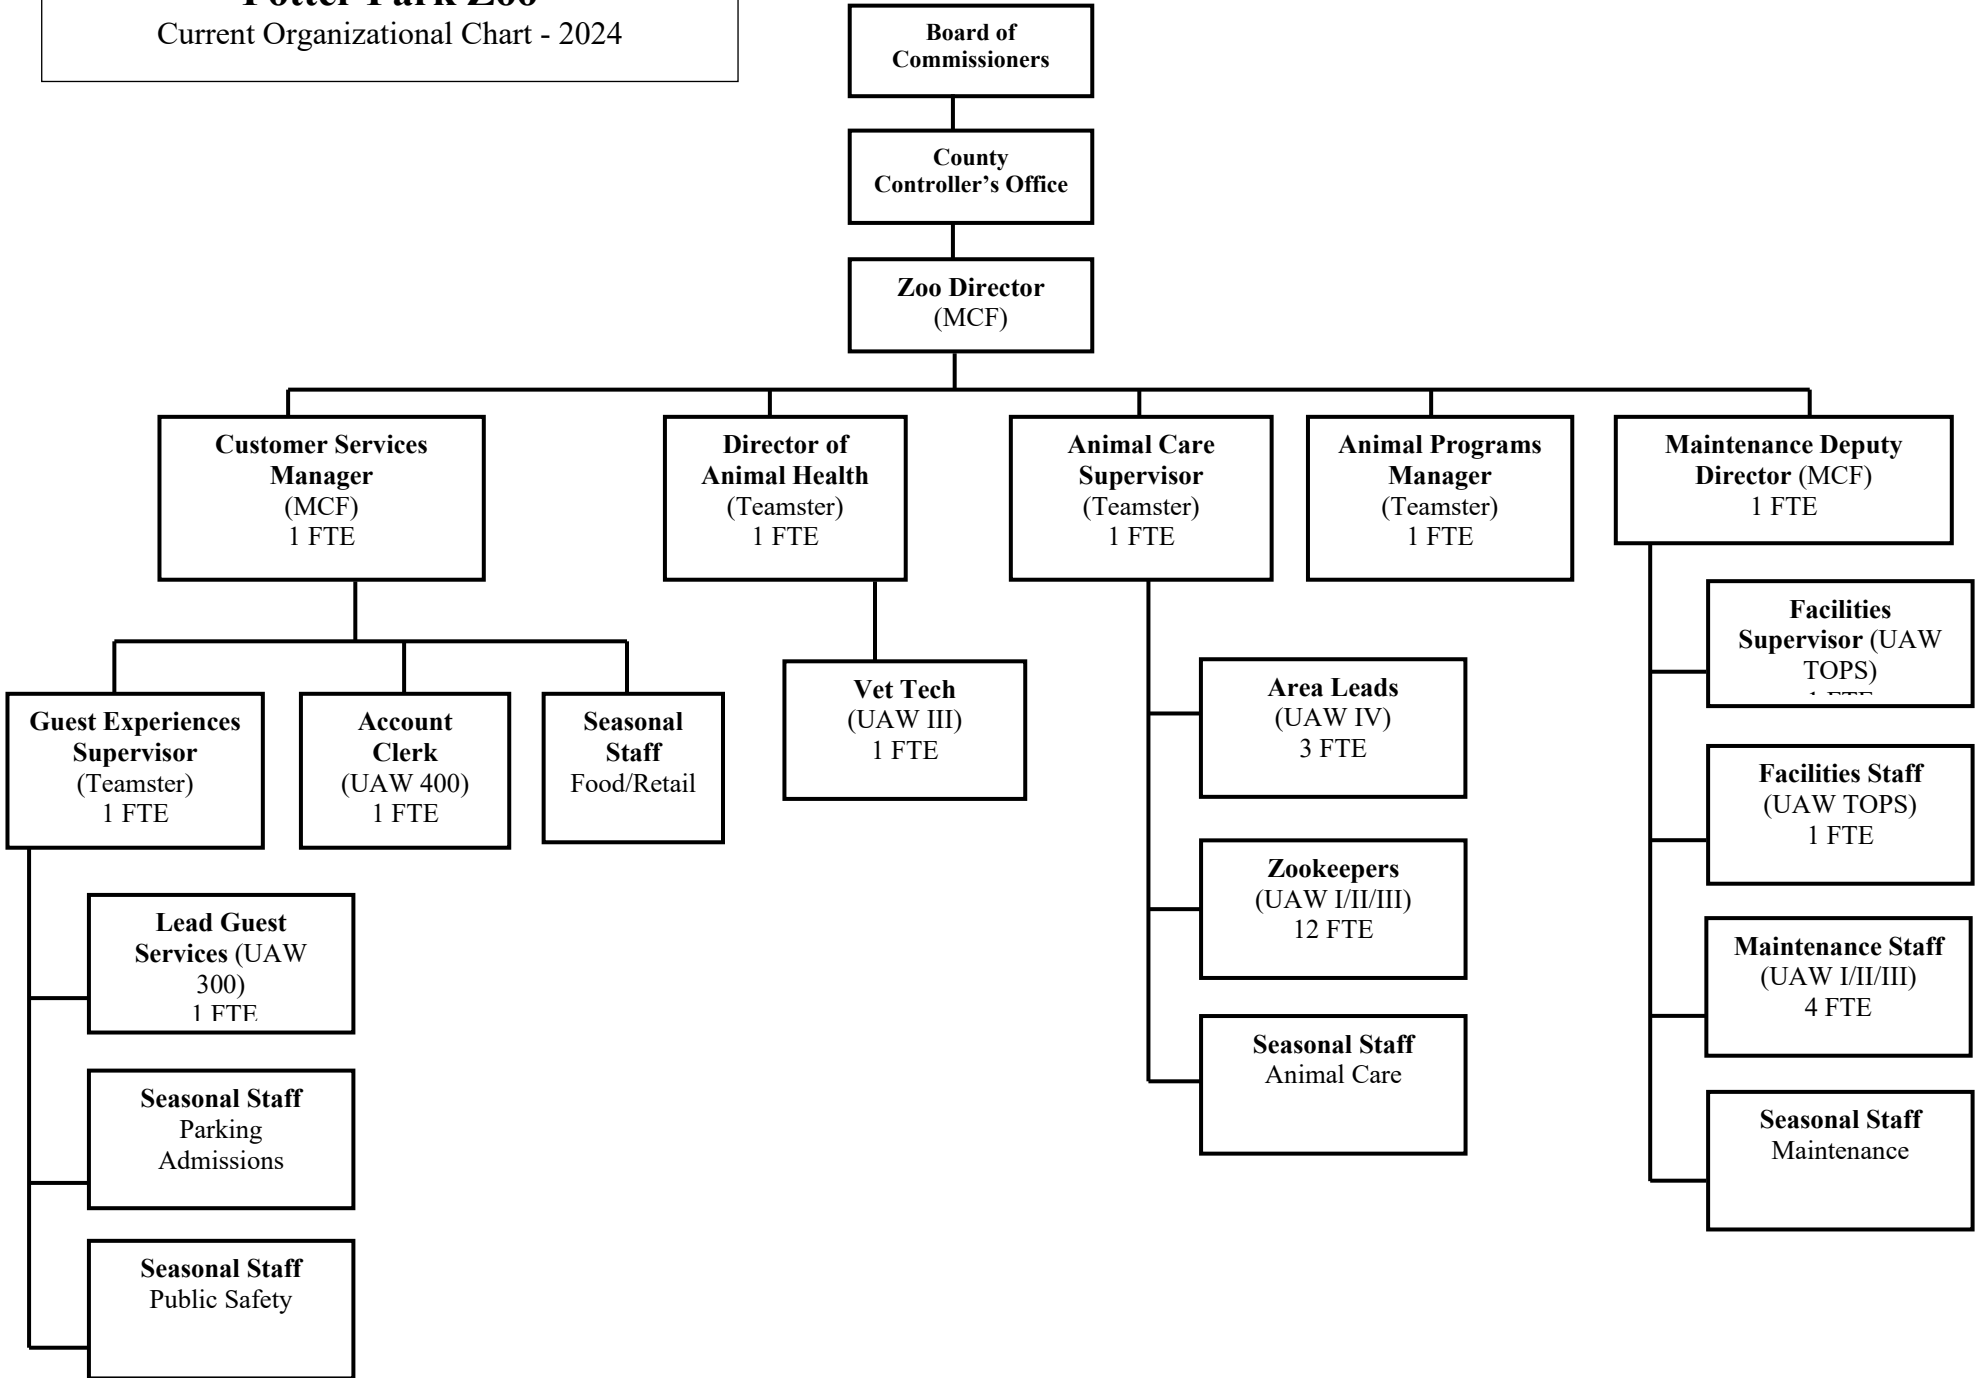 Potter Park Zoo
Current Organizational Chart - 2024
Board of
Commissioners
County
Controller’s Office
Zoo Director
(MCF)
Customer Services
Manager
(MCF)
1 FTE
Director of
Animal Health
(Teamster)
1 FTE
Animal Care
Supervisor
(Teamster)
1 FTE
Animal Programs
Manager
(Teamster)
1 FTE
Maintenance Deputy
Director (MCF)
1 FTE
Guest Experiences
Supervisor
(Teamster)
1 FTE
Account
Clerk
(UAW 400)
1 FTE
Seasonal
Staff
Food/Retail
Lead Guest
Services (UAW
300)
1 FTE
Seasonal Staff
Parking
Admissions
Seasonal Staff
Public Safety
Vet Tech
(UAW III)
1 FTE
Area Leads
(UAW IV)
3 FTE
Zookeepers
(UAW I/II/III)
12 FTE
Seasonal Staff
Animal Care
Facilities
Supervisor (UAW
TOPS)
1 FTE
Facilities Staff
(UAW TOPS)
1 FTE
Maintenance Staff
(UAW I/II/III)
4 FTE
Seasonal Staff
Maintenance